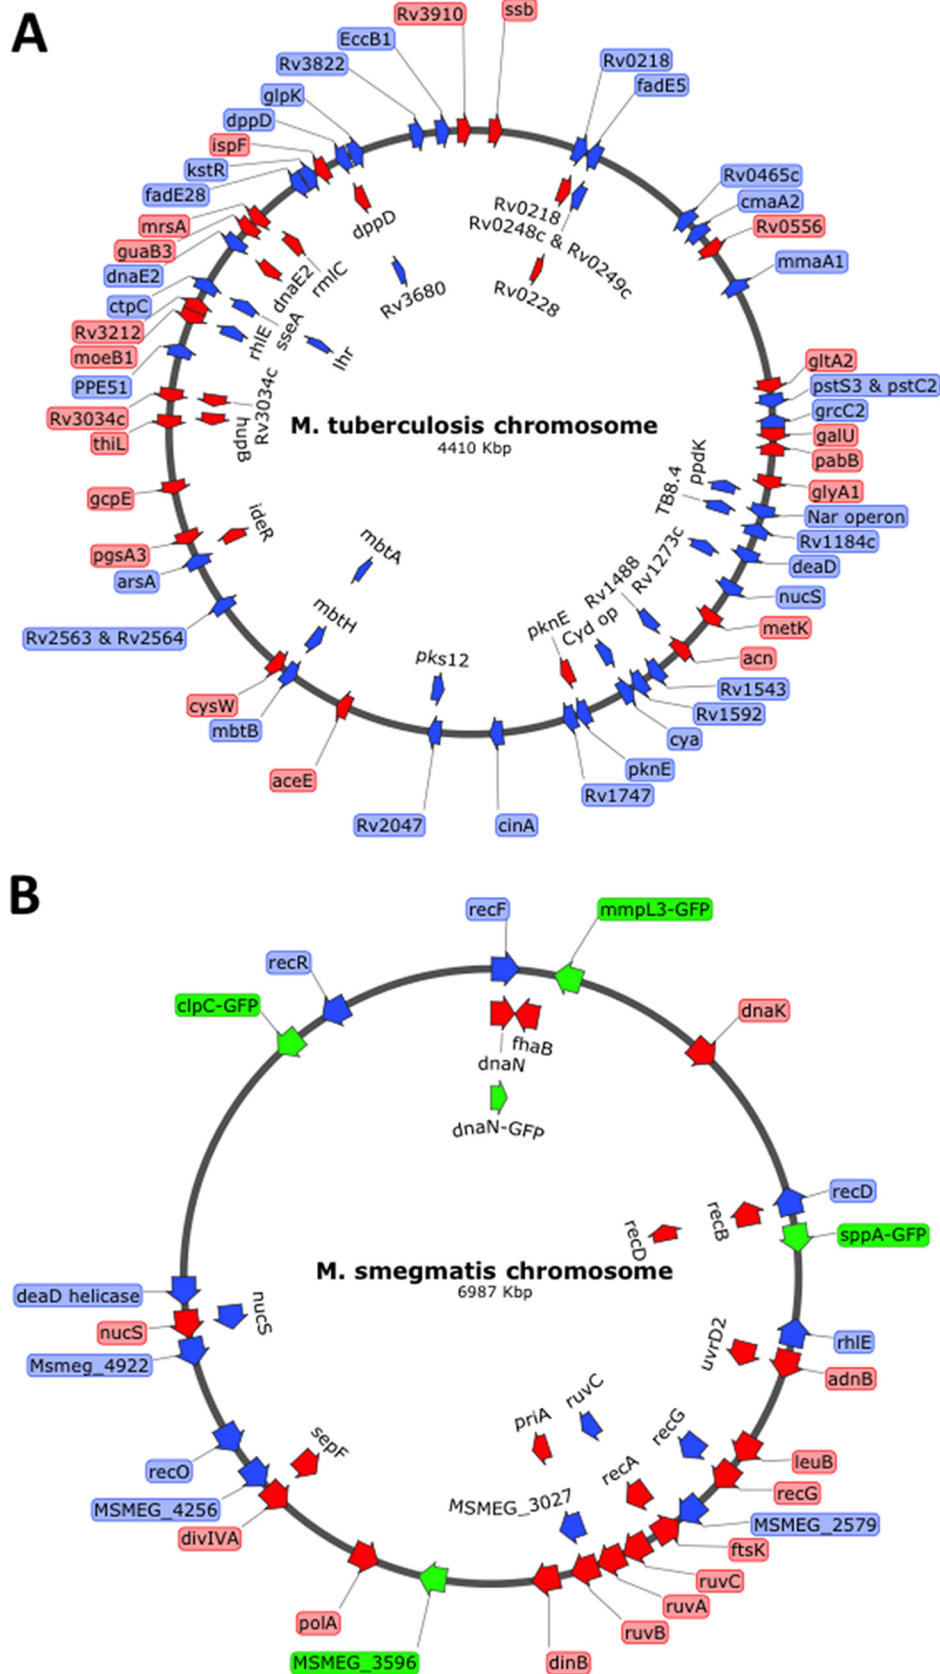 A
Rv3910
ssb
EccB1
Rv3822
glpK
dppD
ispF
kstR
fadE28
mrsA
guaB3
dnaE2
ctpC
Rv3212
moeB1
PPE51
Rv3034c
thiL
gcpE
pgsA3
arsA
Rv2563 & Rv2564
cysW
mbtB
aceE
Rv2047
cinA
Rv1747
pknE
cya
Rv1592
Rv1543
acn
metK
nucS
deaD
Rv1184c
Nar operon
glyA1
pabB
galU
grcC2
pstS3 & pstC2
gltA2
mmaA1
Rv0556
cmaA2
Rv0465c
fadE5
Rv0218
Rv0218
Rv0248c & Rv0249c
Rv0228
dppD
Rv3680
rmlC
dnaE2
sseA
rhlE
lhr
Rv3034c
hupB
ideR
mbtA
mbtH
pks12
pknE
Cyd op
Rv1488
Rv1273c
TB8.4
ppdK
M. tuberculosis chromosome
4410 Kbp
B
recF
mmpL3-GFP
recR
clpC-GFP
dnaK
fhaB
dnaN
dnaN-GFP
recD
sppA-GFP
recB
recD
M. smegmatis chromosome
6987 Kbp
deaD helicase
nucS
nucS
Msmeg_4922
rhlE
adnB
uvrD2
recO
MSMEG_4256
divIVA
sepF
priA
ruvC
recG
recA
MSMEG_3027
leuB
recG
MSMEG_2579
ftsK
ruvC
ruvA
ruvB
dinB
polA
MSMEG_3596